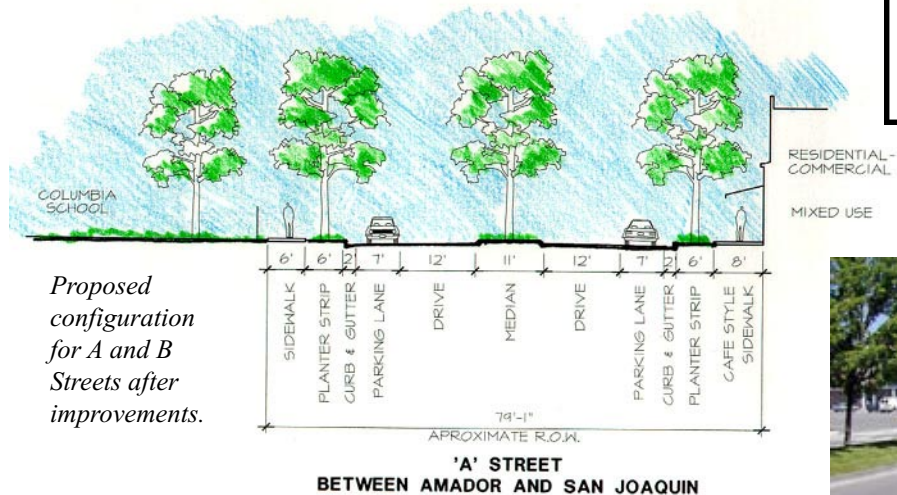 COLUMBIA
SCHOOL
RESIDENTIAL-
COMMERCIAL
MIXED USE
6'
6'
2'
7'
12'
11'
12'
7'
2'
6'
8'
SIDEWALK
PLANTER STRIP
CURB & GUTTER
PARKING LANE
DRIVE
MEDIAN
DRIVE
PARKING LANE
CURB & GUTTER
PLANTER STRIP
CAFE STYLE
SIDEWALK
Proposed
configuration
for A and B
Streets after
improvements.
79'-1"
APROXIMATE R.O.W.
'A' STREET
BETWEEN AMADOR AND SAN JOAQUIN